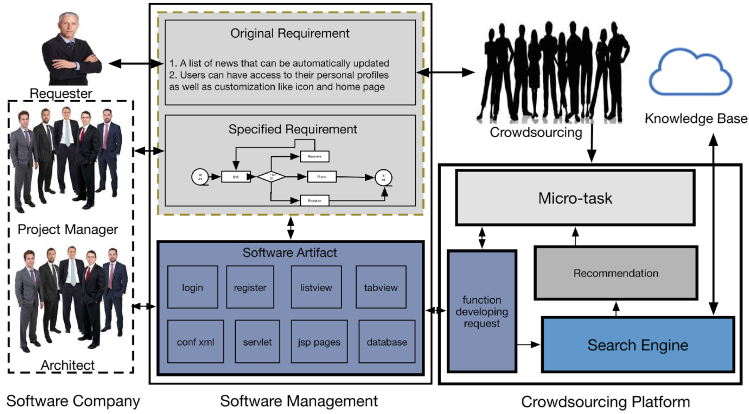 Original Requirement
1. A list of news that can be automatically updated
2. Users can have access to their personal profiles
as well as customization like icon and home page
Requester
Crowdsourcing
Knowledge Base
Specified Requirement
Project Manager
Micro-task
Software Artifact
login
register
listview
tabview
conf xml
servlet
jsp pages
database
function
developing
request
Recommendation
Search Engine
Architect
Software Company
Software Management
Crowdsourcing Platform